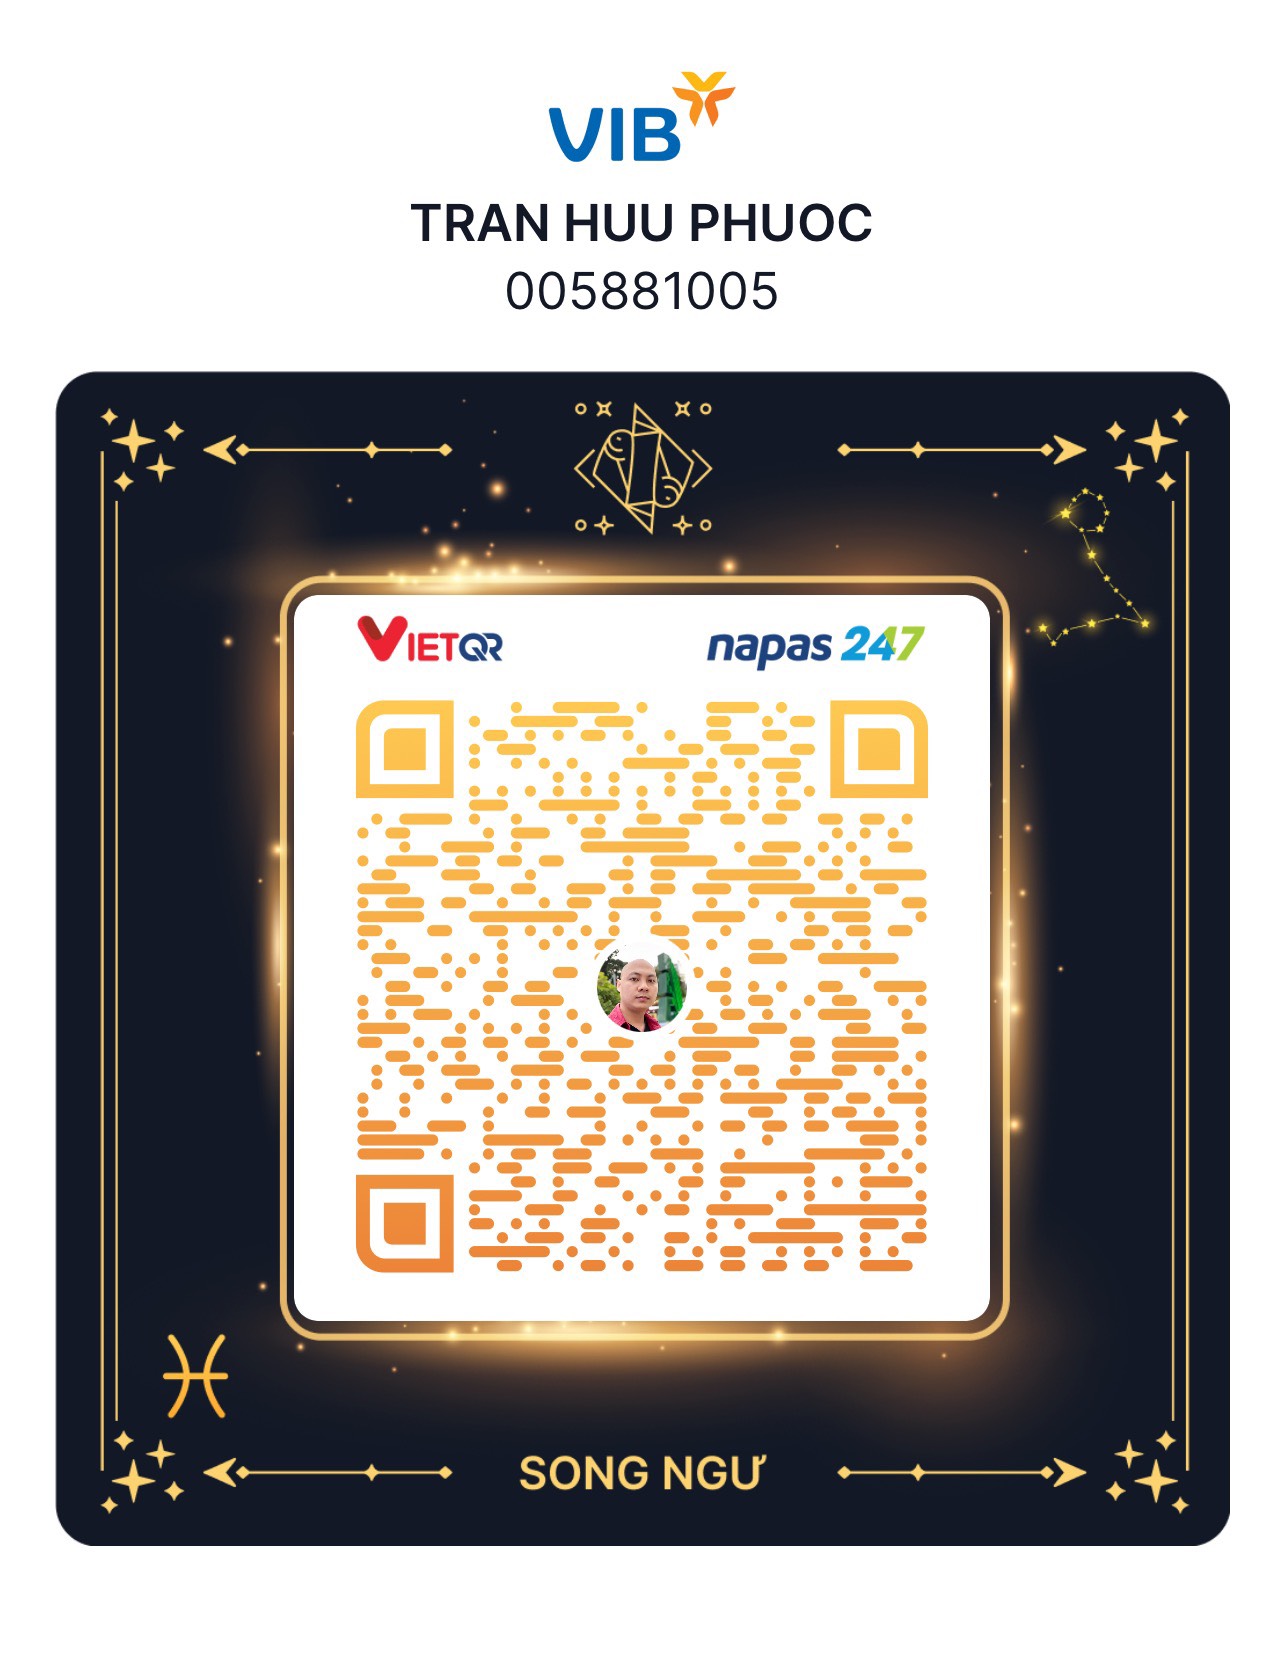 VIB
TRAN HUU PHUOC
005881005
VIETQR
napas 247
SONG NGƯ